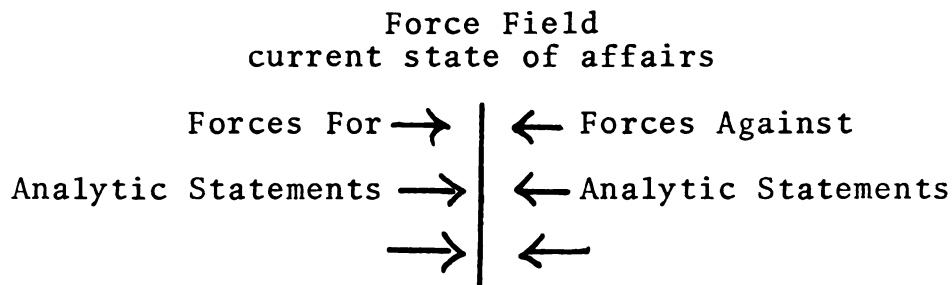 Force Field
current state of affairs
Forces For Forces Against
Analytic Statements Analytic Statements